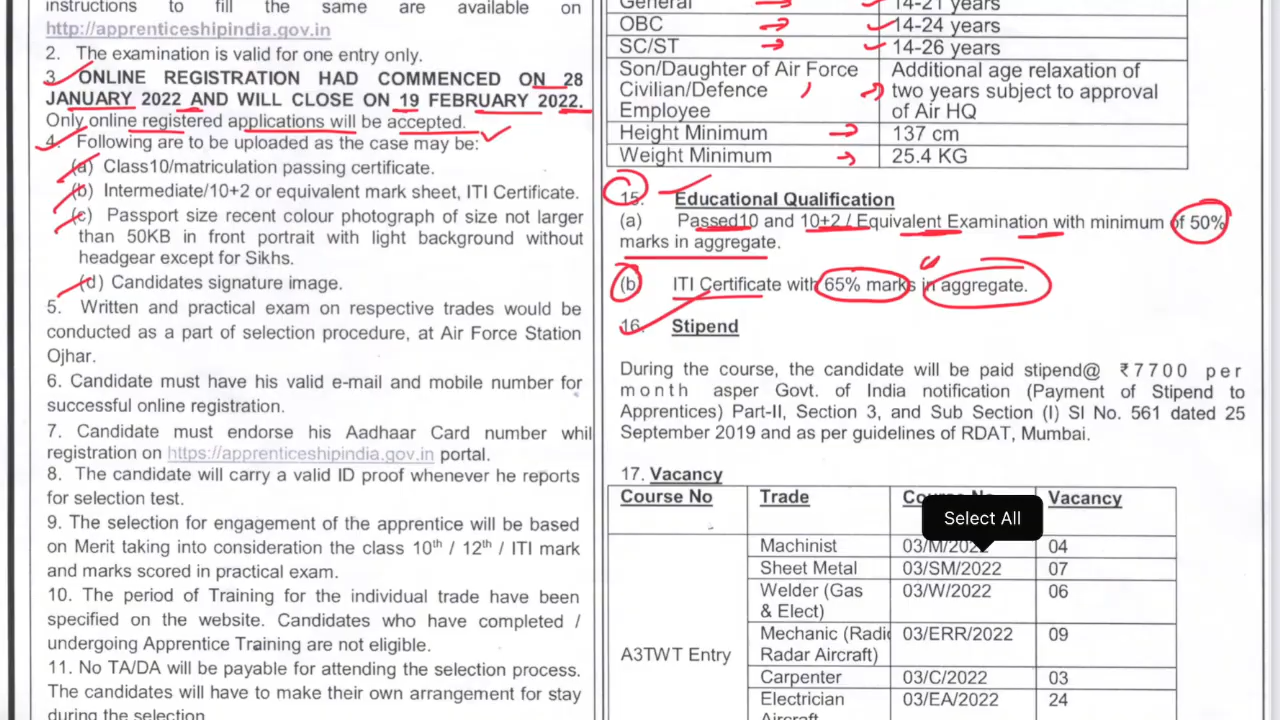 instructions to fill the same are available on
http://apprenticeshipindia.gov.in
2. The examination is valid for one entry only.
3. ONLINE REGISTRATION HAD COMMENCED ON 28
JANUARY 2022 AND WILL CLOSE ON 19 FEBRUARY 2022.
Only online registered applications will be accepted.
4. Following are to be uploaded as the case may be:
(a) Class10/matriculation passing certificate.
(b) Intermediate/10+2 or equivalent mark sheet, ITI Certificate.
(c) Passport size recent colour photograph of size not larger
than 50KB in front portrait with light background without
headgear except for Sikhs.
(d) Candidates signature image.
5. Written and practical exam on respective trades would be
conducted as a part of selection procedure, at Air Force Station
Ojhar.
6. Candidate must have his valid e-mail and mobile number for
successful online registration.
7. Candidate must endorse his Aadhaar Card number whil
registration on https://apprenticeshipindia.gov.in portal.
8. The candidate will carry a valid ID proof whenever he reports
for selection test.
9. The selection for engagement of the apprentice will be based
on Merit taking into consideration the class 10th / 12th / ITI mark
and marks scored in practical exam.
10. The period of Training for the individual trade have been
specified on the website. Candidates who have completed /
undergoing Apprentice Training are not eligible.
11. No TA/DA will be payable for attending the selection process.
The candidates will have to make their own arrangement for stay
during the selection.
General 14-21 years
OBC 14-24 years
SC/ST 14-26 years
Son/Daughter of Air Force Additional age relaxation of
Civilian/Defence two years subject to approval
Employee of Air HQ
Height Minimum 137 cm
Weight Minimum 25.4 KG
15. Educational Qualification
(a) Passed10 and 10+2 / Equivalent Examination with minimum of 50%
marks in aggregate.
(b) ITI Certificate with 65% marks in aggregate.
16. Stipend
During the course, the candidate will be paid stipend@ ₹7700 per
month asper Govt. of India notification (Payment of Stipend to
Apprentices) Part-II, Section 3, and Sub Section (I) SI No. 561 dated 25
September 2019 and as per guidelines of RDAT, Mumbai.
17. Vacancy
Course No Trade Course No Vacancy
Select All
Machinist 03/M/2022 04
Sheet Metal 03/SM/2022 07
Welder (Gas 03/W/2022 06
& Elect)
Mechanic (Radio 03/ERR/2022 09
A3TWT Entry Radar Aircraft)
Carpenter 03/C/2022 03
Electrician 03/EA/2022 24
Aircraft)